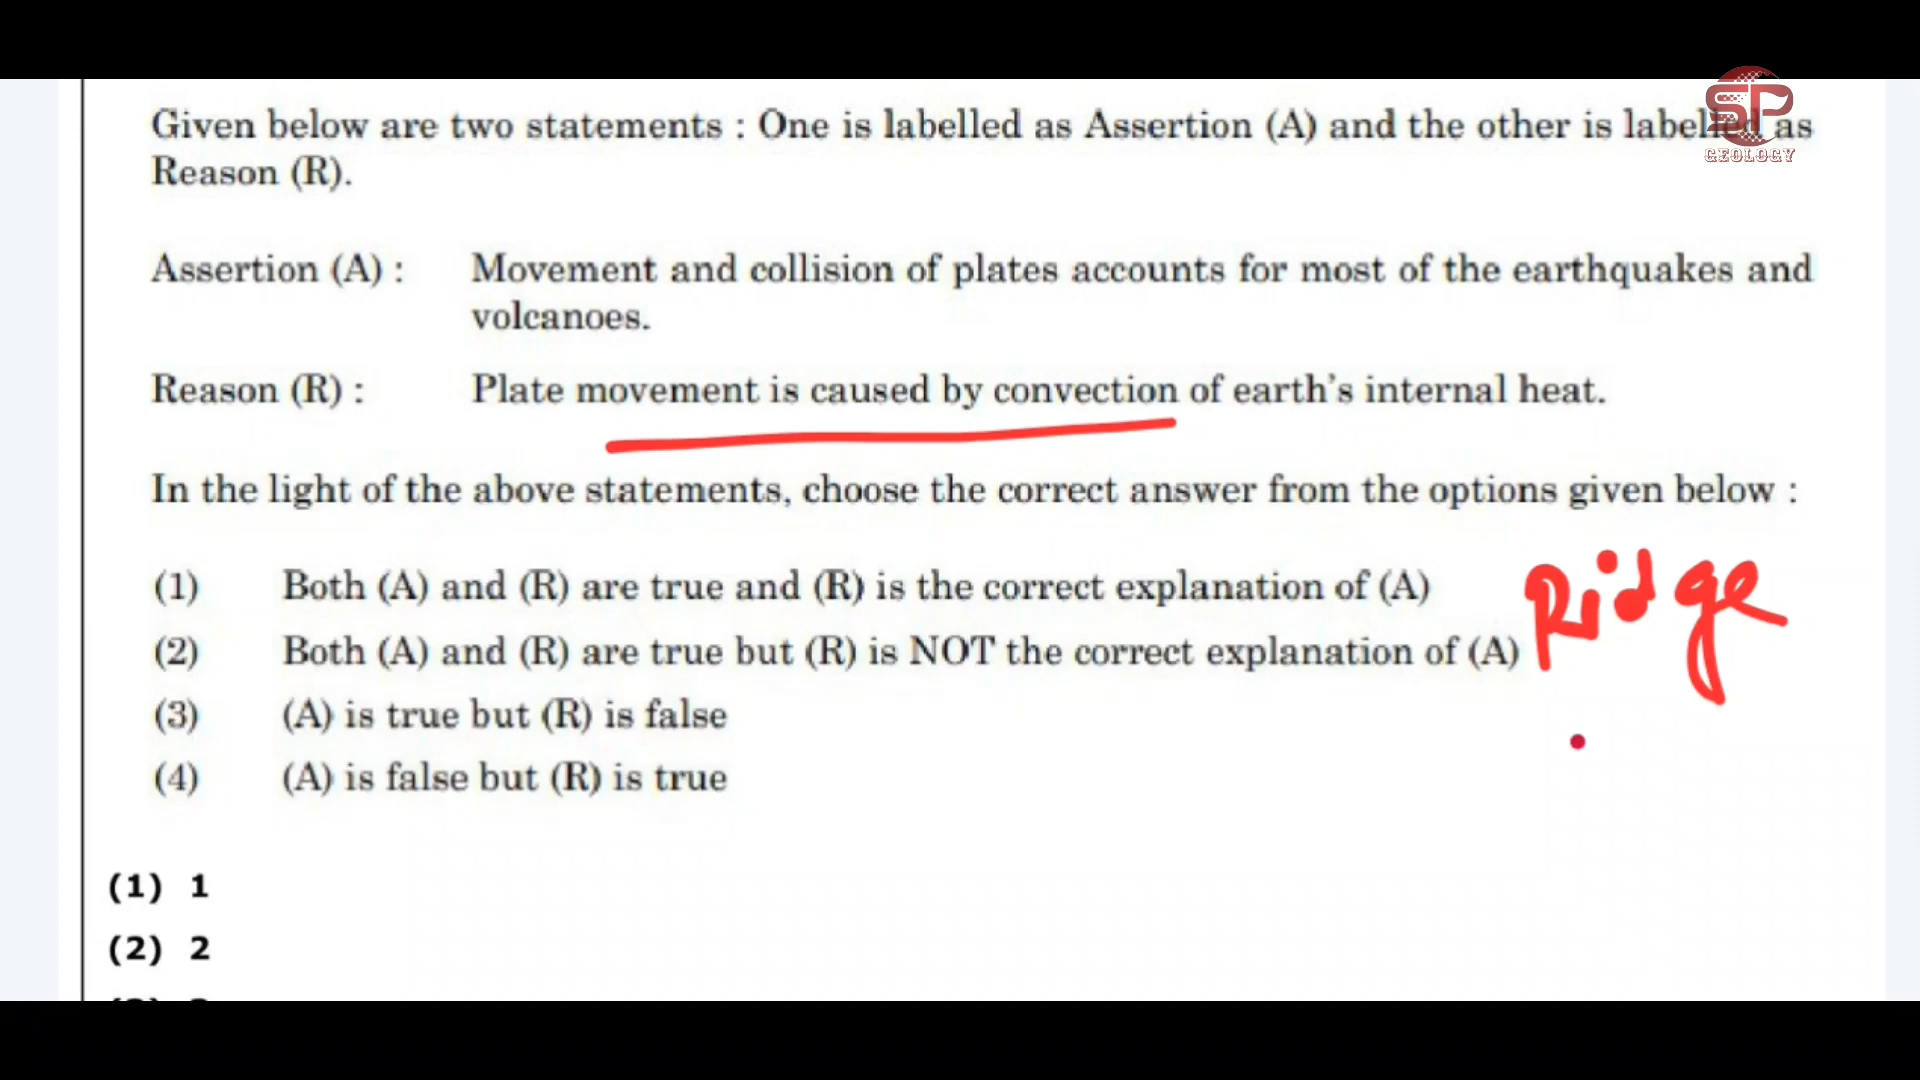 SP
GEOLOGY
Given below are two statements : One is labelled as Assertion (A) and the other is labelled as
Reason (R).
Assertion (A) : Movement and collision of plates accounts for most of the earthquakes and
volcanoes.
Reason (R) : Plate movement is caused by convection of earth's internal heat.
In the light of the above statements, choose the correct answer from the options given below :
(1) Both (A) and (R) are true and (R) is the correct explanation of (A)
(2) Both (A) and (R) are true but (R) is NOT the correct explanation of (A)
Ridge
(3) (A) is true but (R) is false
(4) (A) is false but (R) is true
(1) 1
(2) 2